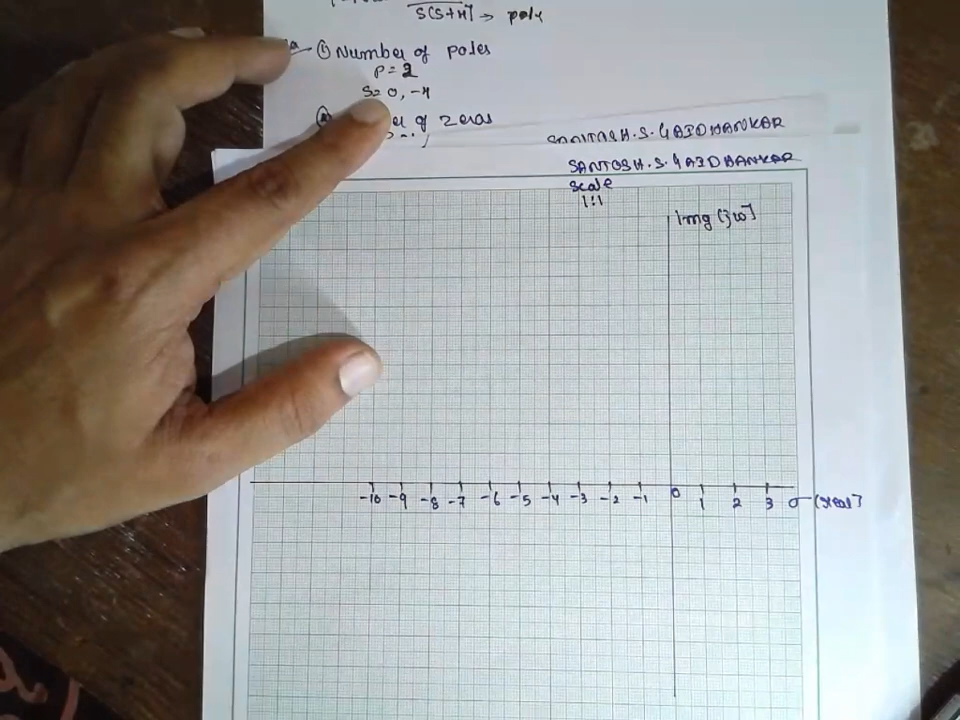 S(S+4) → pole
① Number of poles
P = 2
S = 0, -4
of zeros
SANTOSH.S.GAIDHANKAR
SANTOSH.S.GAIDHANKAR
scale
1:1
Img (jω)
-10 -9 -8 -7 -6 -5 -4 -3 -2 -1 0 1 2 3 σ (real)